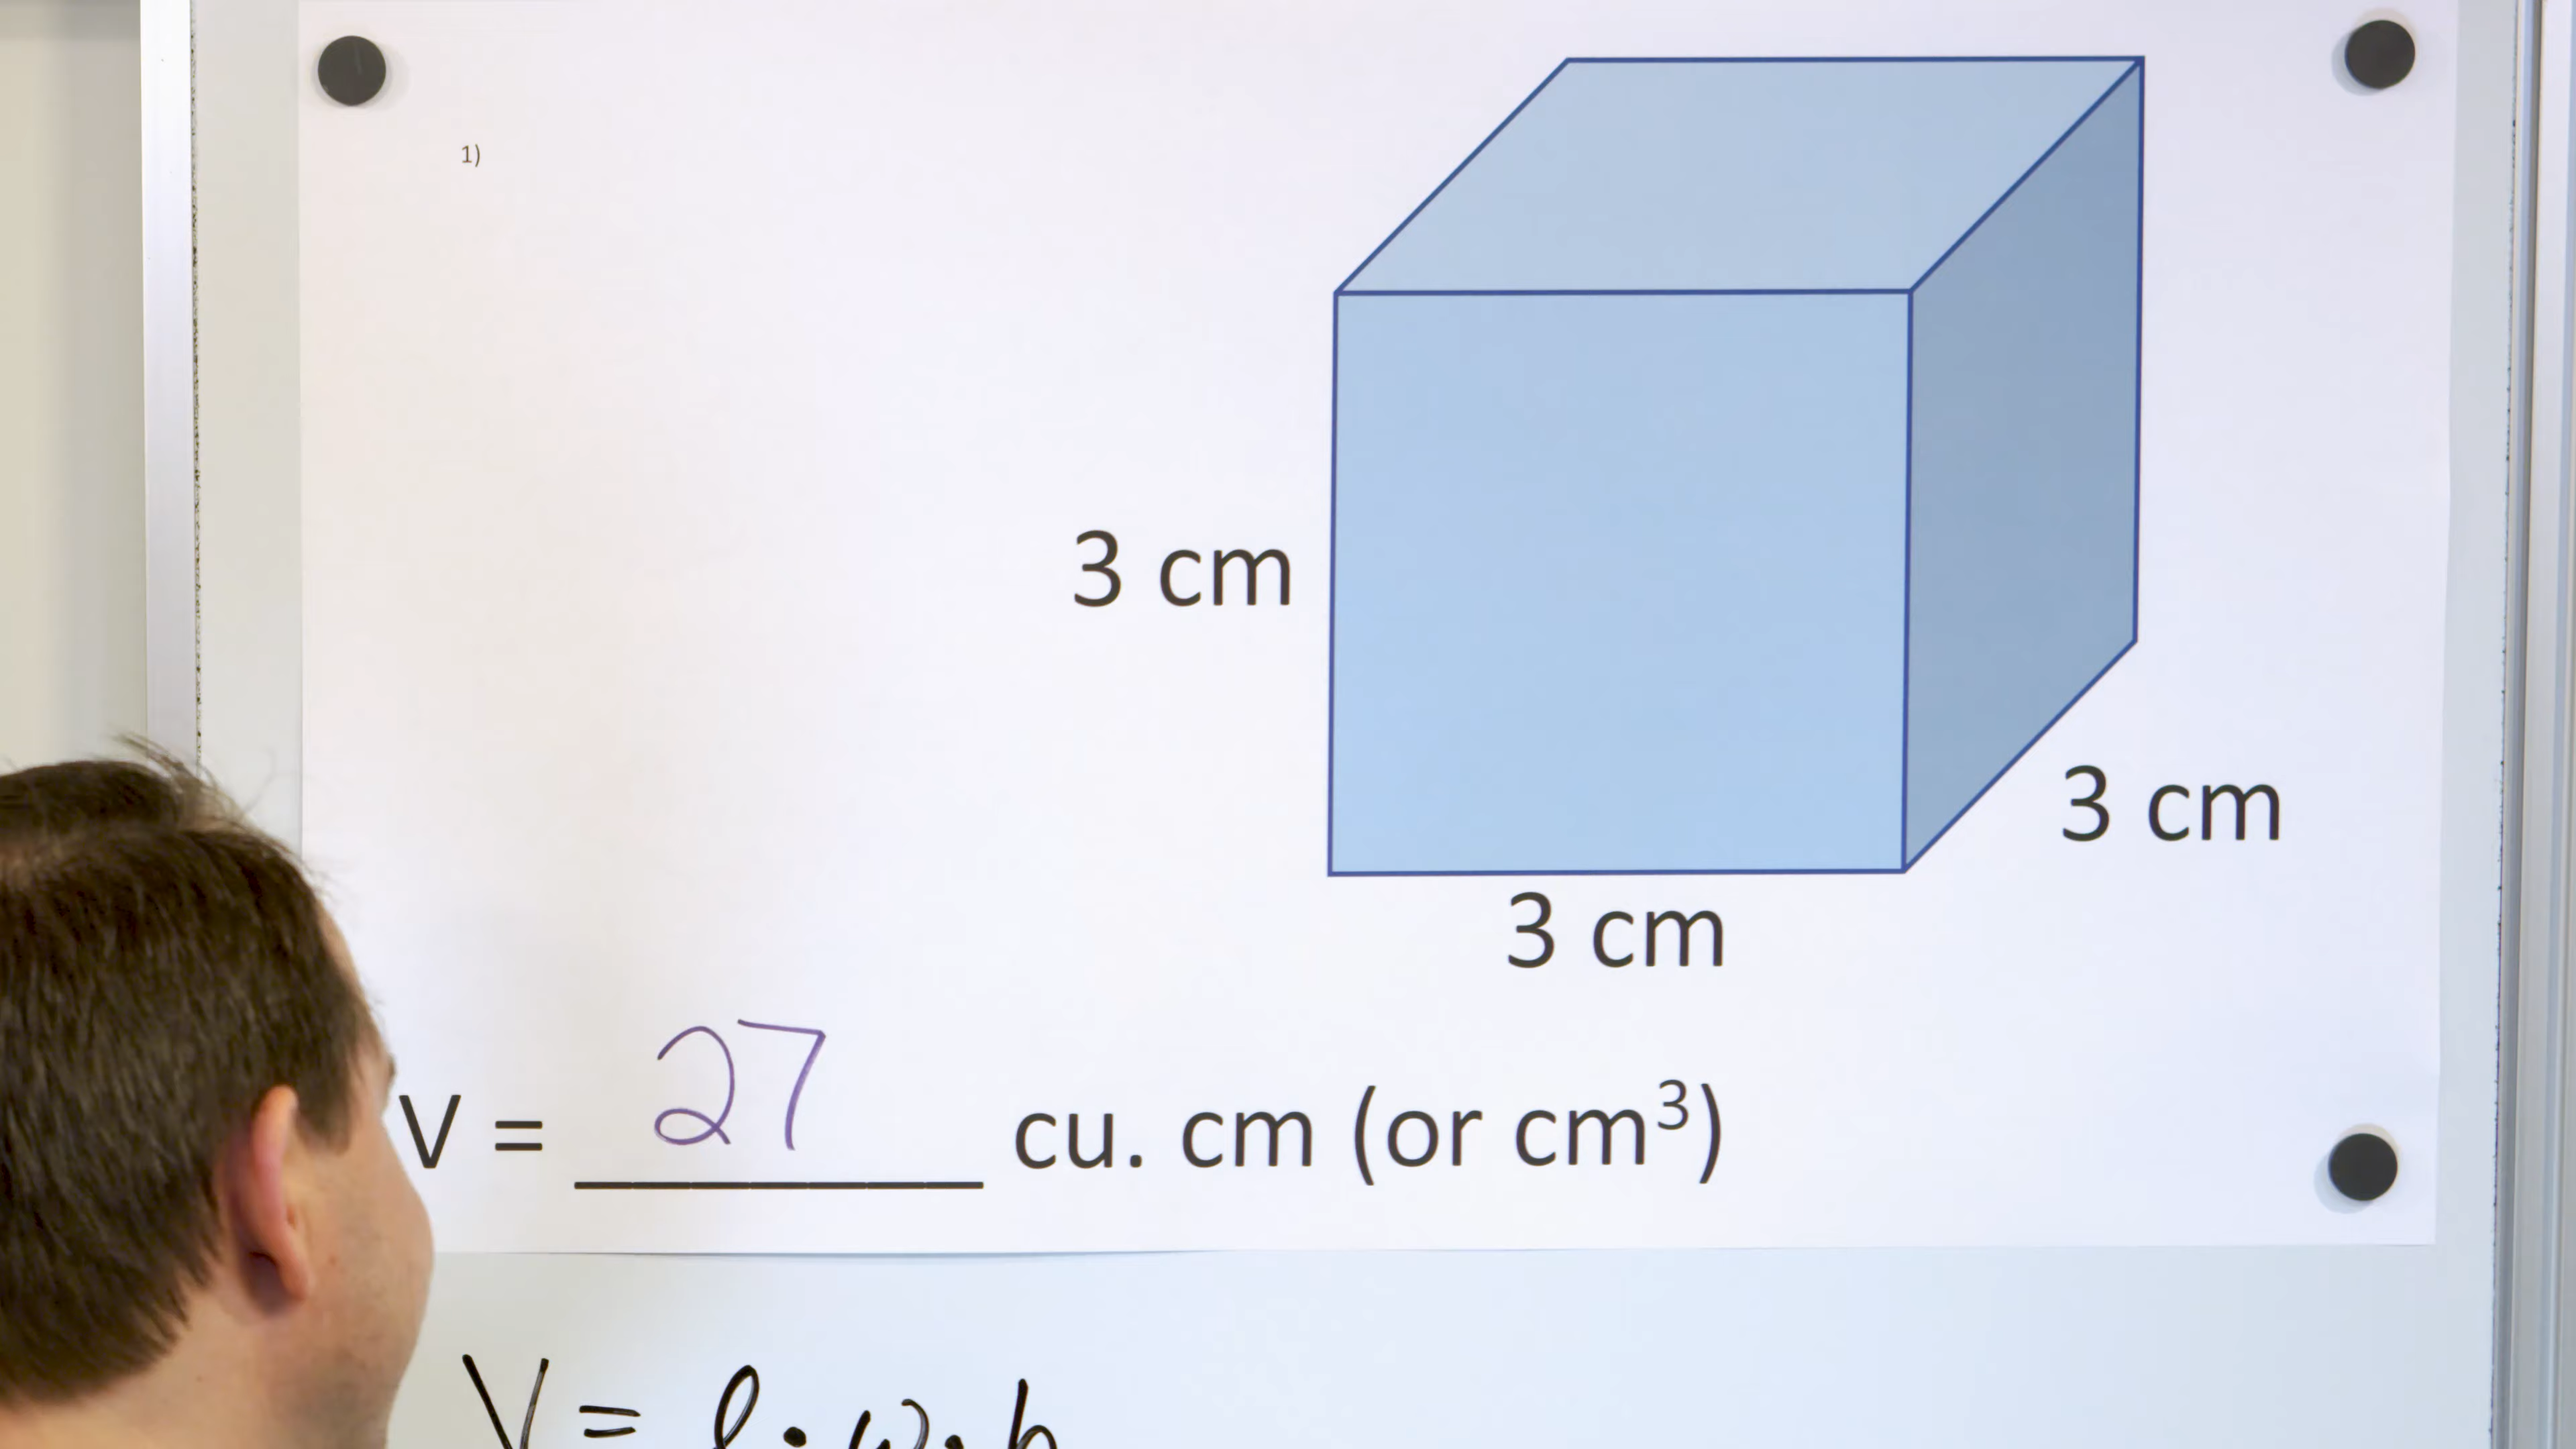 1)
3 cm
3 cm
3 cm
V = 27 cu. cm (or cm³)
V = l · w · h